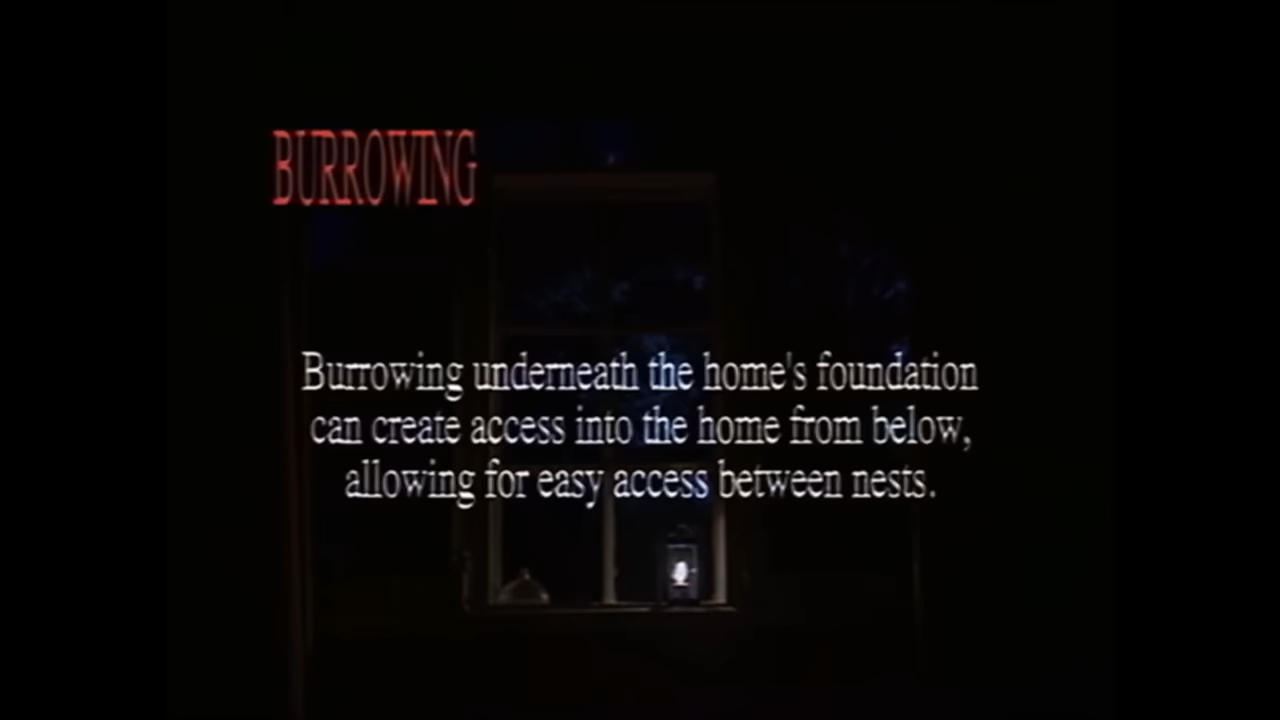 BURROWING
Burrowing underneath the home's foundation
can create access into the home from below,
allowing for easy access between nests.